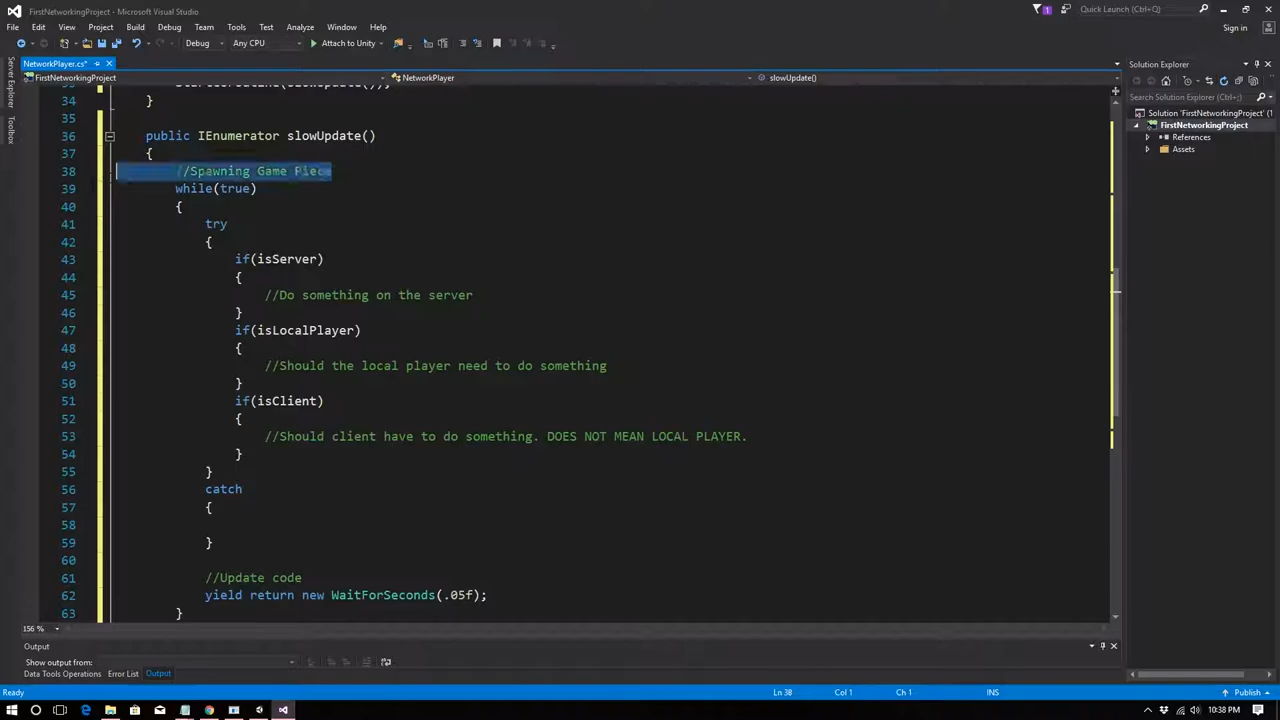 FirstNetworkingProject - Microsoft Visual Studio
1
Quick Launch (Ctrl+Q)
File Edit View Project Build Debug Team Tools Test Analyze Window Help
Sign in
Debug Any CPU Attach to Unity
NetworkPlayer.cs*
Solution Explorer
FirstNetworkingProject NetworkPlayer slowUpdate()
Search Solution Explorer (Ctrl+;)
Solution 'FirstNetworkingProject' (1
FirstNetworkingProject
References
Assets
Server Explorer
Toolbox
34 }
35
36 public IEnumerator slowUpdate()
37 {
38 //Spawning Game Piece
39 while(true)
40 {
41 try
42 {
43 if(isServer)
44 {
45 //Do something on the server
46 }
47 if(isLocalPlayer)
48 {
49 //Should the local player need to do something
50 }
51 if(isClient)
52 {
53 //Should client have to do something. DOES NOT MEAN LOCAL PLAYER.
54 }
55 }
56 catch
57 {
58
59 }
60
61 //Update code
62 yield return new WaitForSeconds(.05f);
63 }
156 %
Output
Show output from:
Data Tools Operations Error List Output
Ready Ln 38 Col 1 Ch 1 INS Publish
10:38 PM